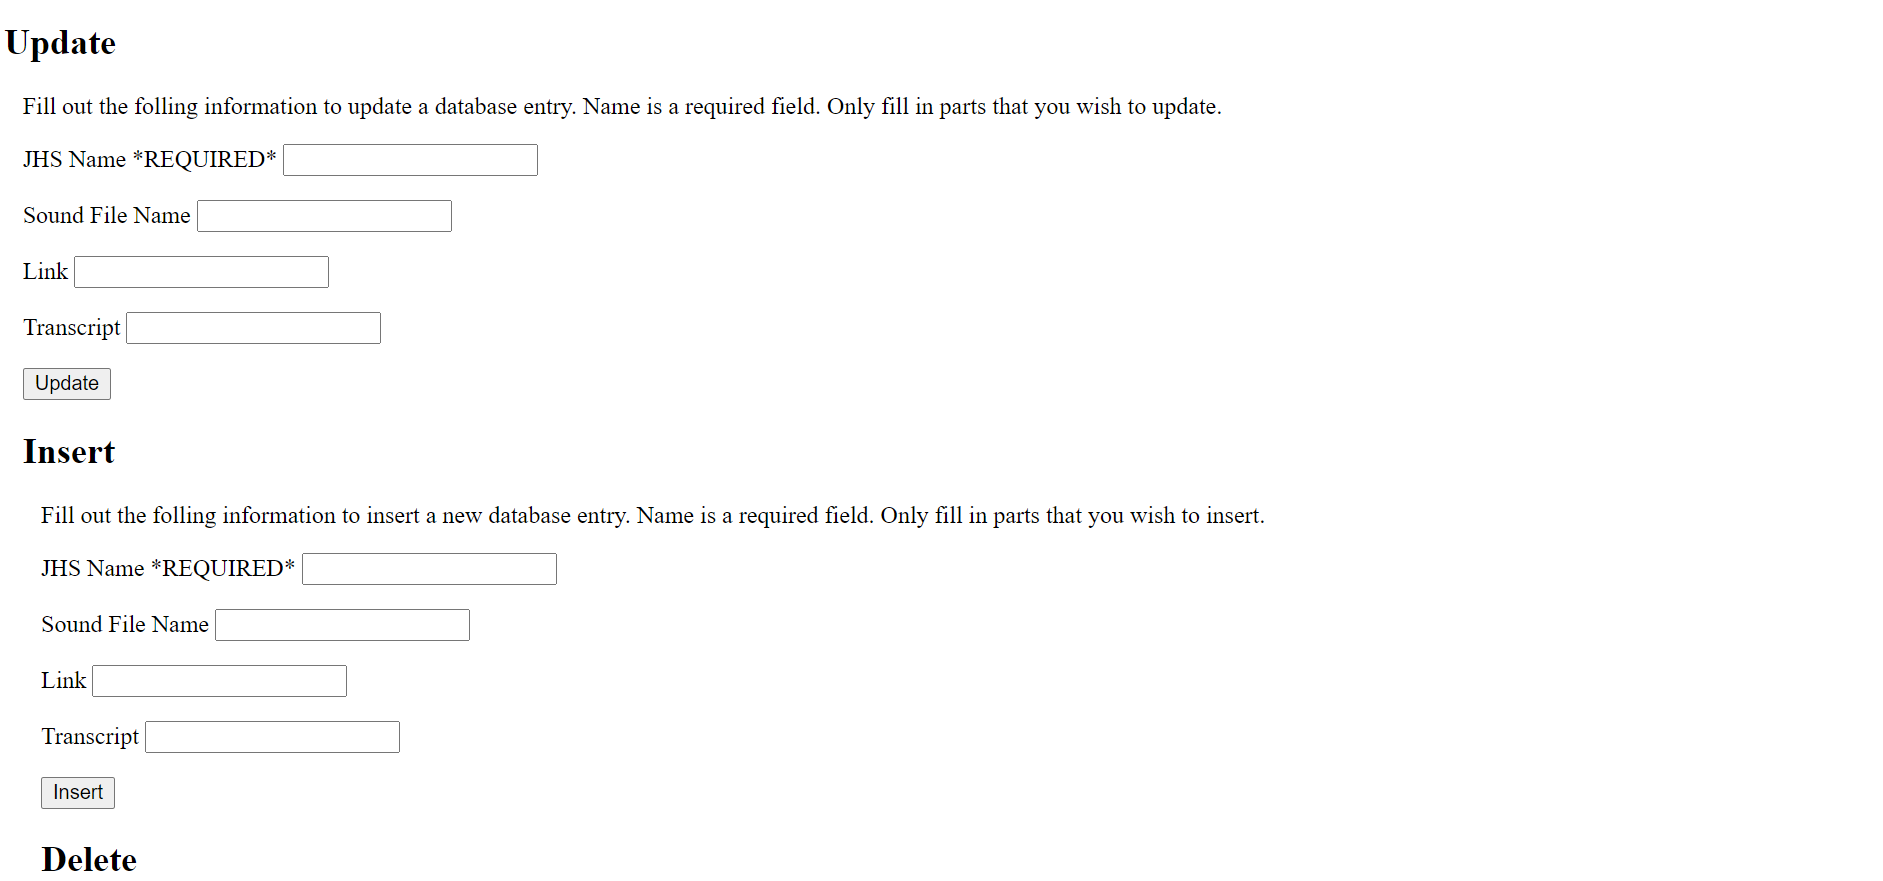 Update
Fill out the folling information to update a database entry. Name is a required field. Only fill in parts that you wish to update.
JHS Name *REQUIRED*
Sound File Name
Link
Transcript
Update
Insert
Fill out the folling information to insert a new database entry. Name is a required field. Only fill in parts that you wish to insert.
JHS Name *REQUIRED*
Sound File Name
Link
Transcript
Insert
Delete